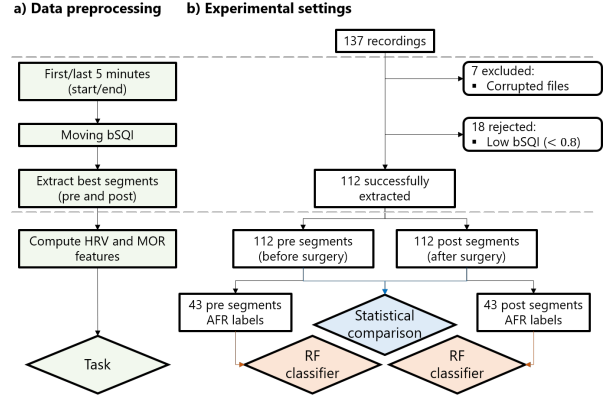 a) Data preprocessing
b) Experimental settings
First/last 5 minutes
(start/end)
Moving bSQI
Extract best segments
(pre and post)
Compute HRV and MOR
features
Task
137 recordings
7 excluded:
▪ Corrupted files
18 rejected:
▪ Low bSQI (< 0.8)
112 successfully
extracted
112 pre segments
(before surgery)
112 post segments
(after surgery)
43 pre segments
AFR labels
Statistical
comparison
43 post segments
AFR labels
RF
classifier
RF
classifier